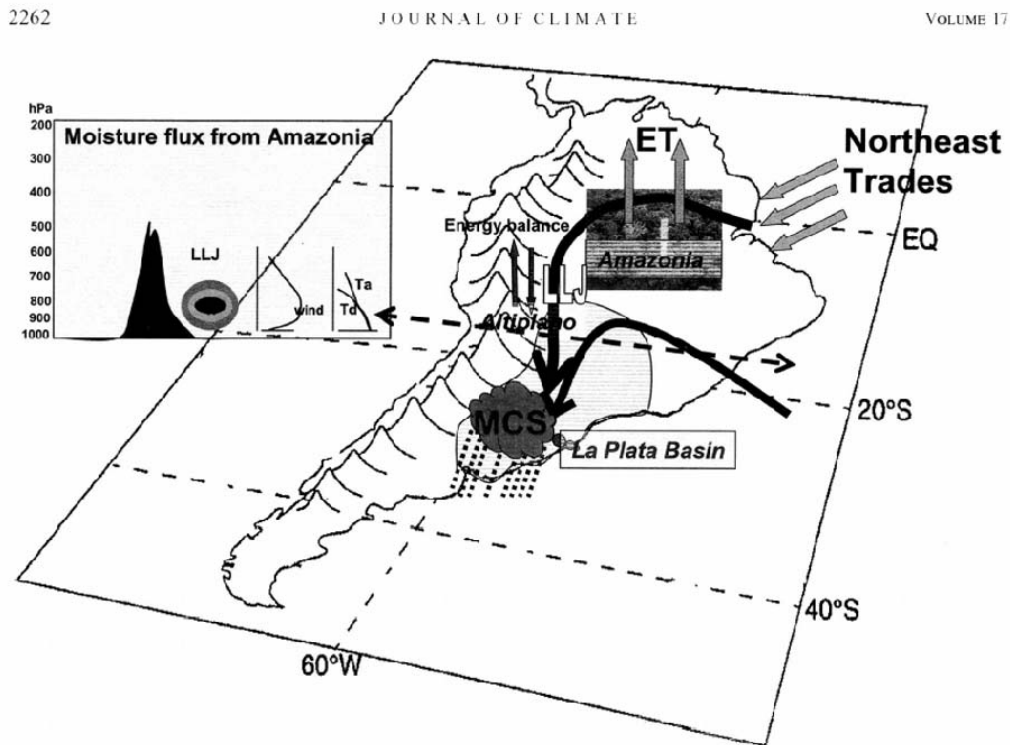 2262 JOURNAL OF CLIMATE VOLUME 17
hPa
200
300
400
500
600
700
800
900
1000
Moisture flux from Amazonia
LLJ
wind
Ta
Td
ET
Northeast
Trades
EQ
Energy balance
Amazonia
LLJ
Altiplano
MCS
La Plata Basin
20°S
40°S
60°W